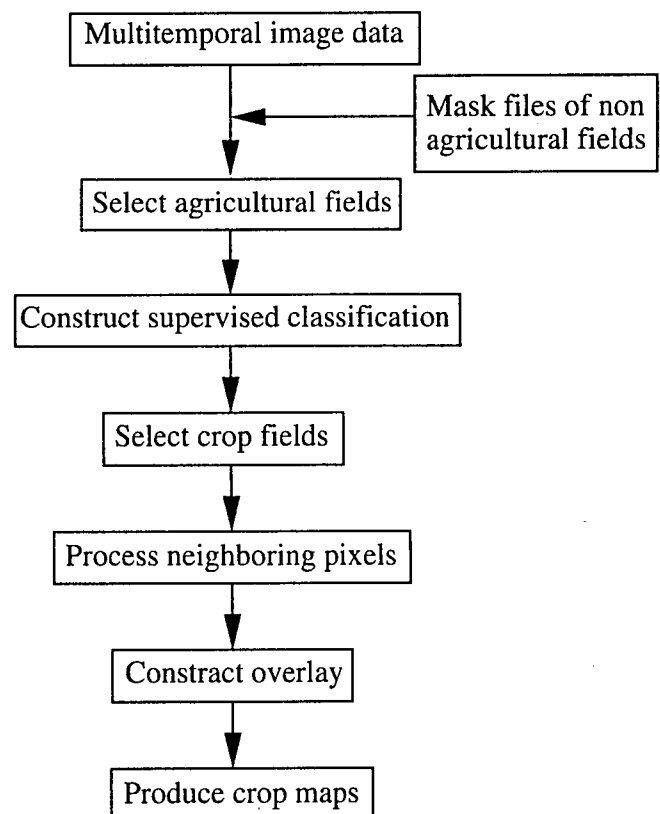 Multitemporal image data
Mask files of non
agricultural fields
Select agricultural fields
Construct supervised classification
Select crop fields
Process neighboring pixels
Constract overlay
Produce crop maps